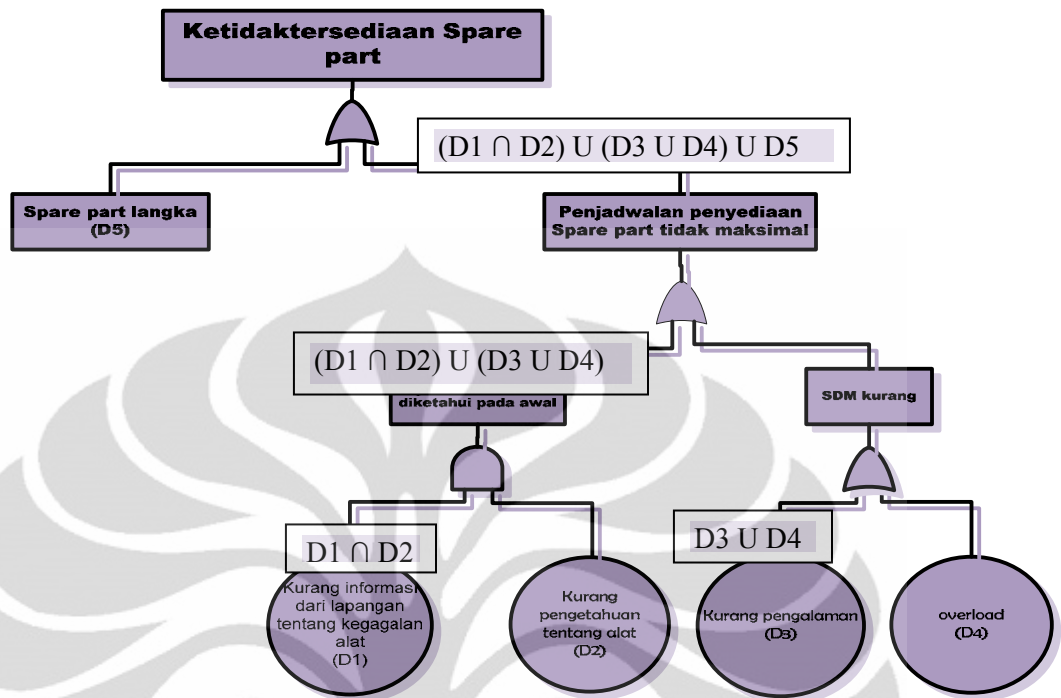 Ketidaktersediaan Spare
part
(D1 ∩ D2) U (D3 U D4) U D5
Spare part langka
(D5)
Penjadwalan penyediaan
Spare part tidak maksimal
(D1 ∩ D2) U (D3 U D4)
diketahui pada awal
SDM kurang
D1 ∩ D2
D3 U D4
Kurang informasi
dari lapangan
tentang kegagalan
alat
(D1)
Kurang
pengetahuan
tentang alat
(D2)
Kurang pengalaman
(D3)
overload
(D4)